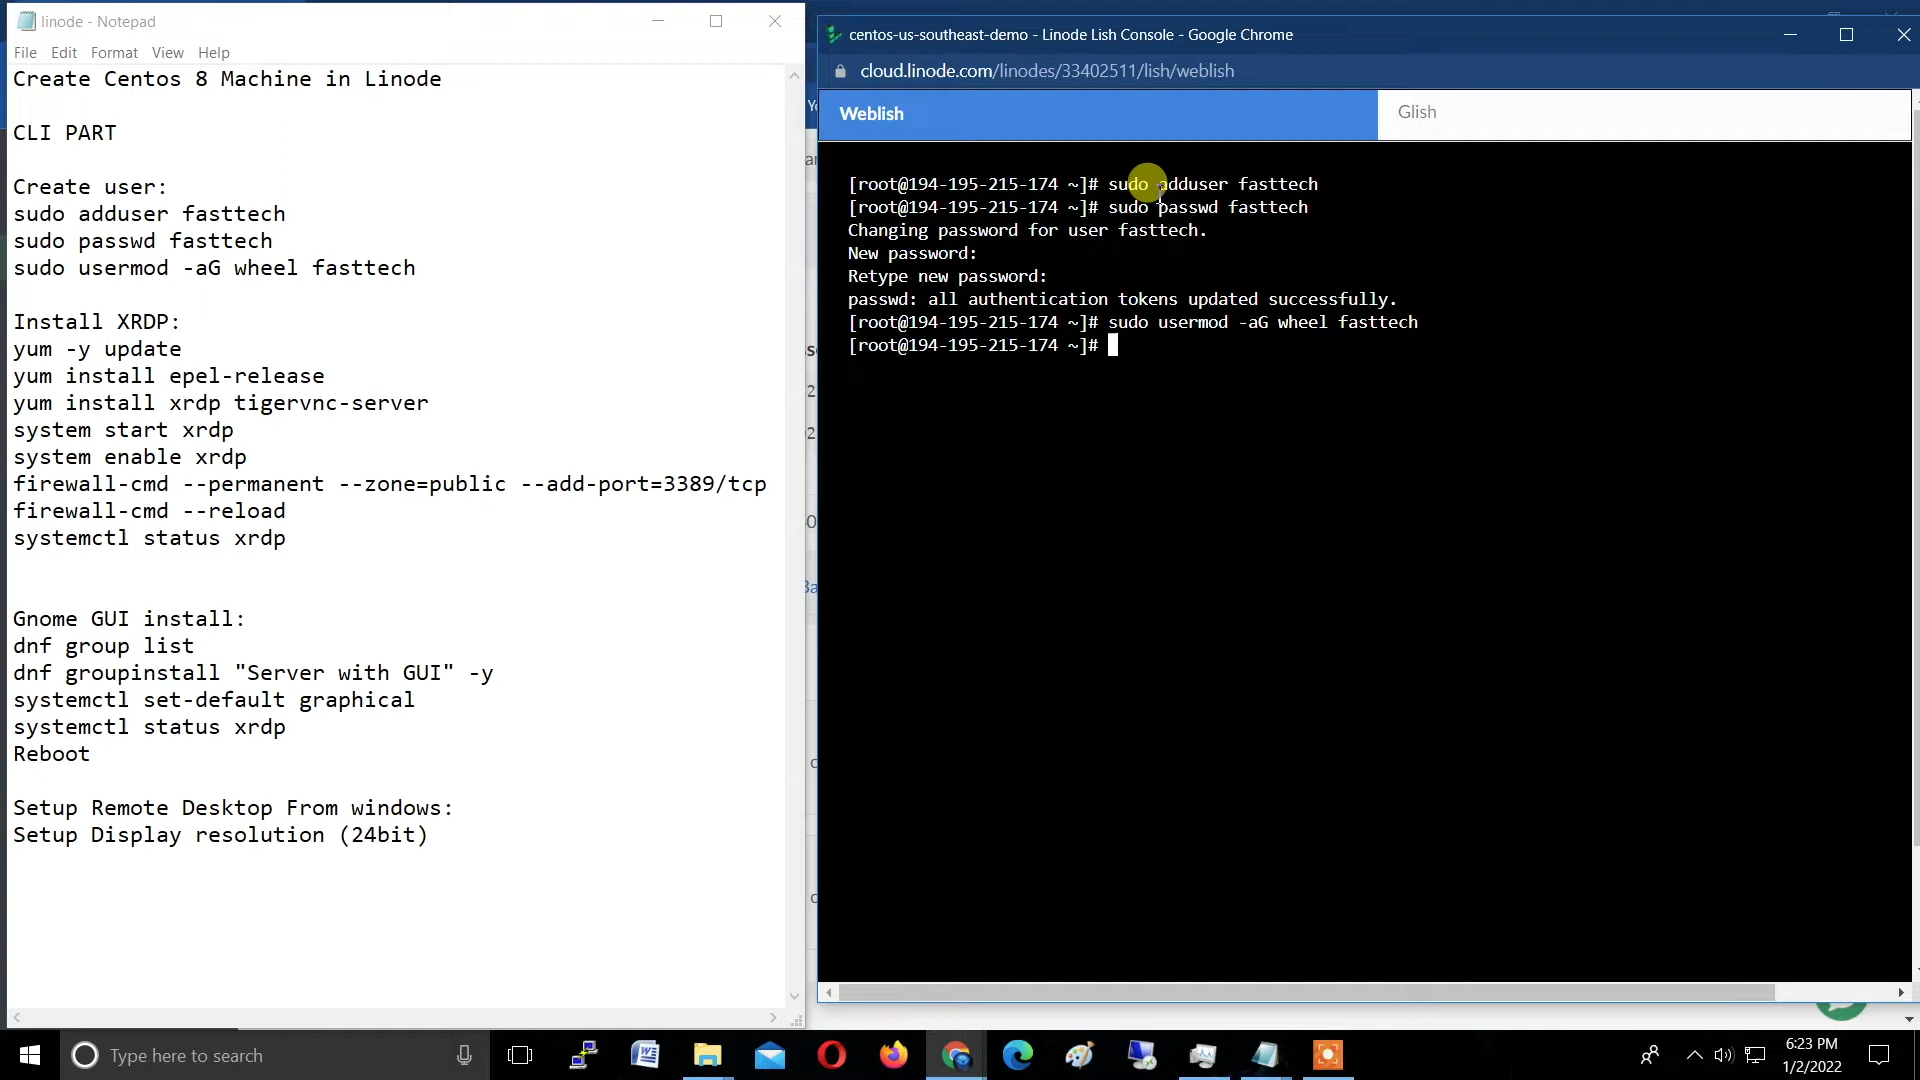 linode - Notepad
File Edit Format View Help
Create Centos 8 Machine in Linode
CLI PART
Create user:
sudo adduser fasttech
sudo passwd fasttech
sudo usermod -aG wheel fasttech
Install XRDP:
yum -y update
yum install epel-release
yum install xrdp tigervnc-server
system start xrdp
system enable xrdp
firewall-cmd --permanent --zone=public --add-port=3389/tcp
firewall-cmd --reload
systemctl status xrdp
Gnome GUI install:
dnf group list
dnf groupinstall "Server with GUI" -y
systemctl set-default graphical
systemctl status xrdp
Reboot
Setup Remote Desktop From windows:
Setup Display resolution (24bit)
centos-us-southeast-demo - Linode Lish Console - Google Chrome
cloud.linode.com/linodes/33402511/lish/weblish
Weblish
Glish
[root@194-195-215-174 ~]# sudo adduser fasttech
[root@194-195-215-174 ~]# sudo passwd fasttech
Changing password for user fasttech.
New password:
Retype new password:
passwd: all authentication tokens updated successfully.
[root@194-195-215-174 ~]# sudo usermod -aG wheel fasttech
[root@194-195-215-174 ~]#
Type here to search
6:23 PM
1/2/2022